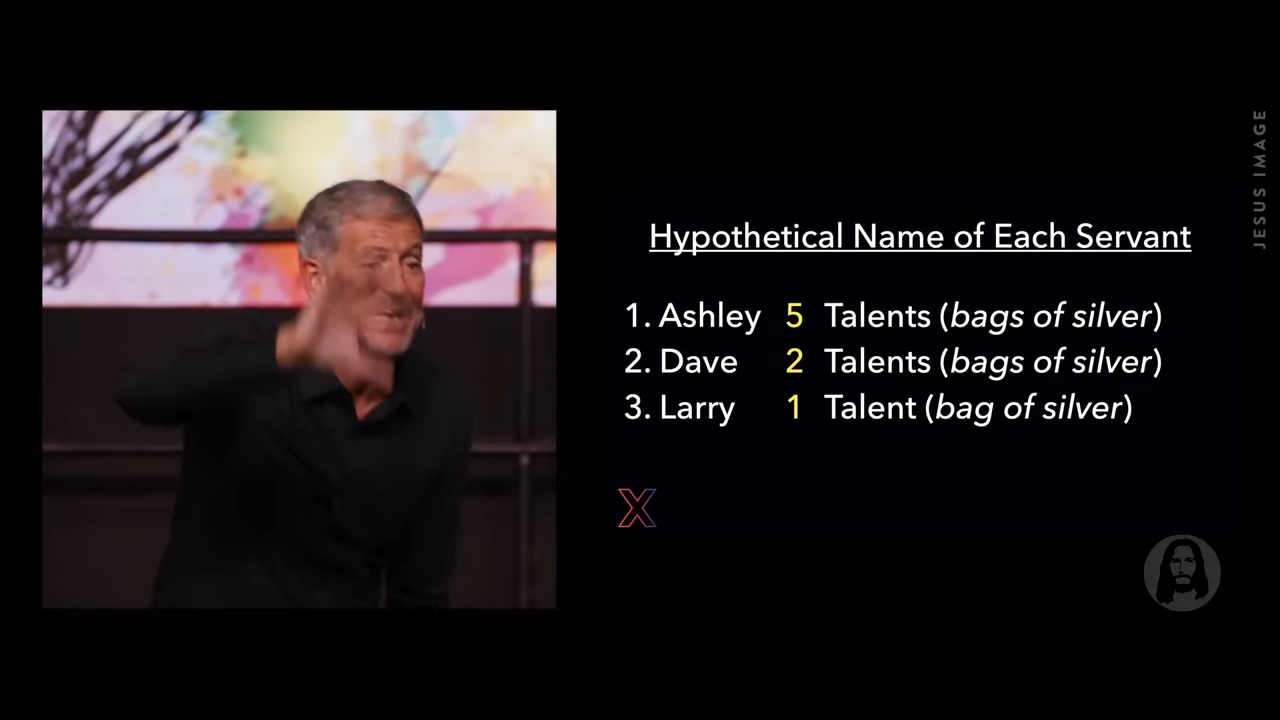 Hypothetical Name of Each Servant
1. Ashley 5 Talents (bags of silver)
2. Dave 2 Talents (bags of silver)
3. Larry 1 Talent (bag of silver)
X
JESUS IMAGE